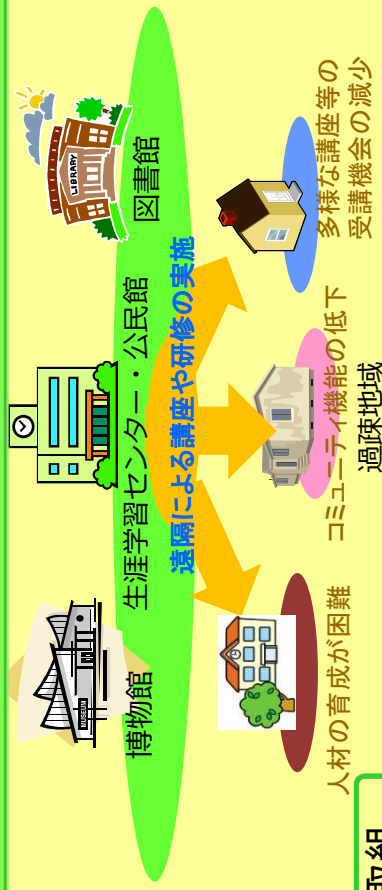 博物館
生涯学習センター・公民館
図書館
遠隔による講座や研修の実施
人材の育成が困難
コミュニティ機能の低下
多様な講座等の
受講機会の減少
過疎地域
MUSEUM
LIBRARY
取組